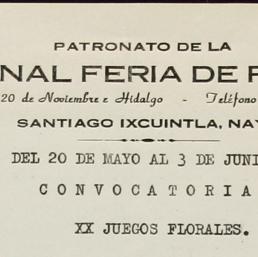 PATRONATO DE LA
NAL FERIA DE
20 de Noviembre e Hidalgo - Teléfono
SANTIAGO IXCUINTLA, NAY
DEL 20 DE MAYO AL 3 DE JUNI
CONVOCATORIA
XX JUEGOS FLORALES.